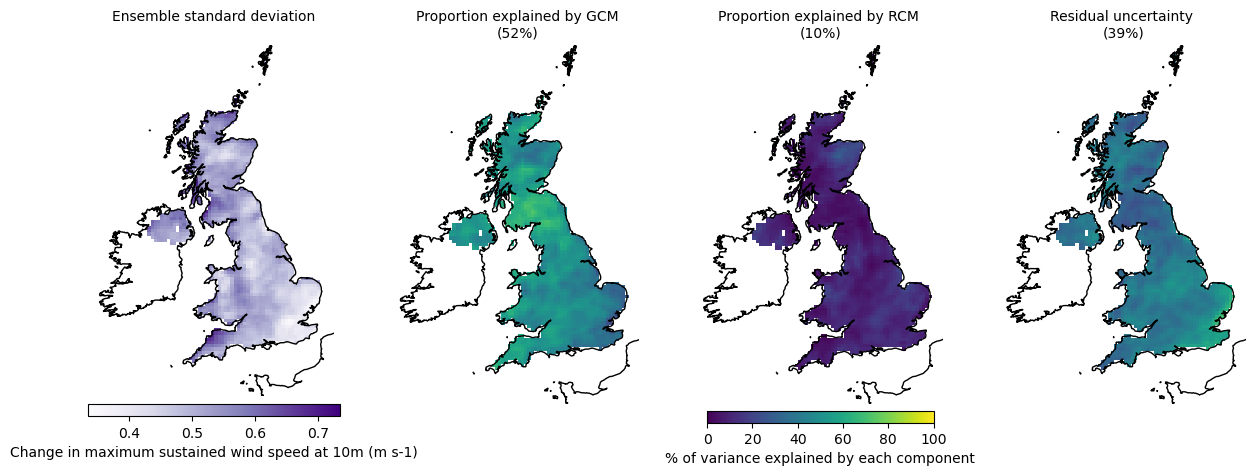 Ensemble standard deviation
Proportion explained by GCM
(52%)
Proportion explained by RCM
(10%)
Residual uncertainty
(39%)
0.4 0.5 0.6 0.7
Change in maximum sustained wind speed at 10m (m s-1)
0 20 40 60 80 100
% of variance explained by each component